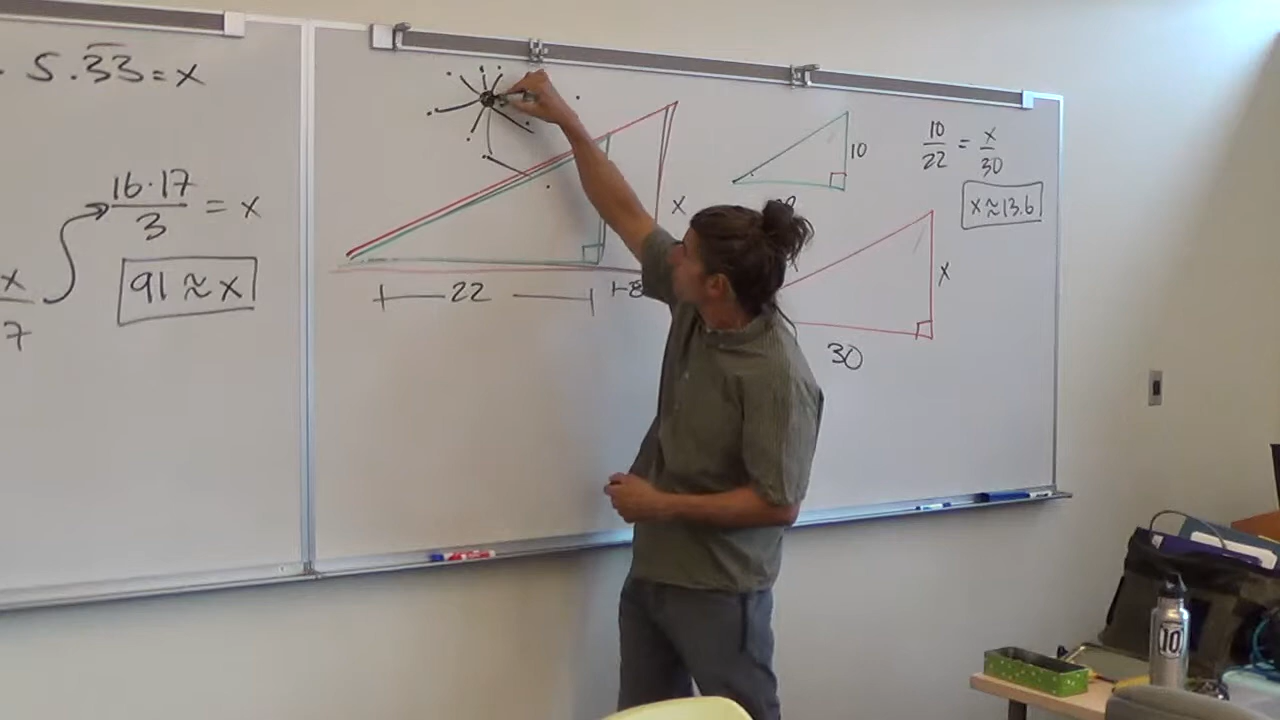 5.33̅ = x
16·17
3
= x
x
7
91 ≈ x
22
8
x
10
10
22
=
x
30
x ≈ 13.6
x
30
10